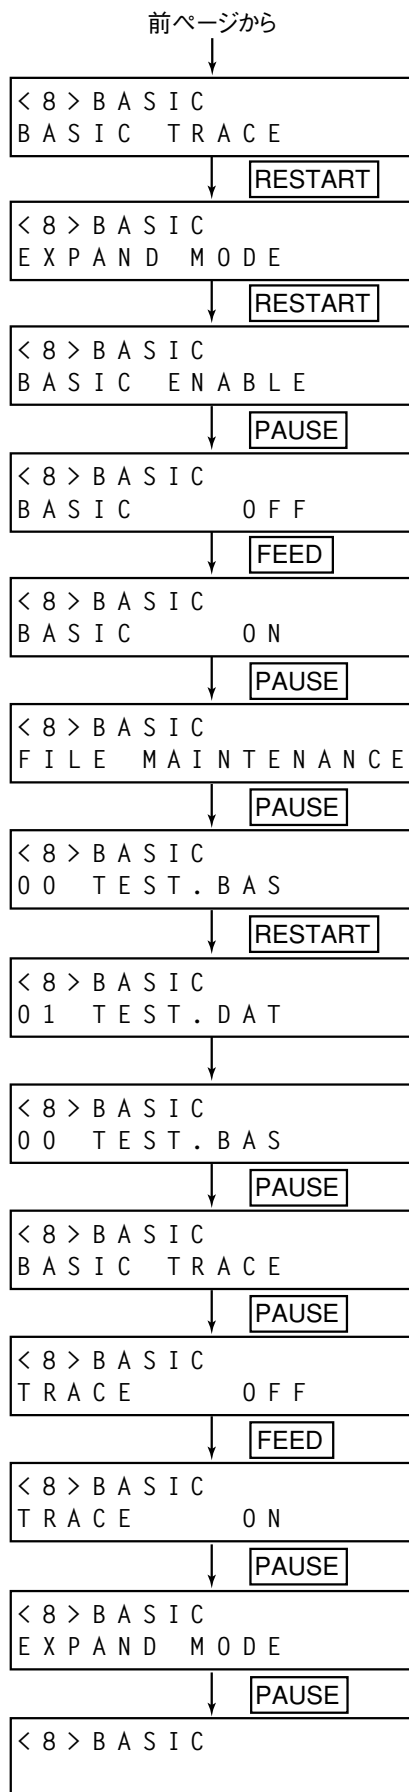 前ページから
<8>BASIC
BASIC TRACE
RESTART
<8>BASIC
EXPAND MODE
RESTART
<8>BASIC
BASIC ENABLE
PAUSE
<8>BASIC
BASIC OFF
FEED
<8>BASIC
BASIC ON
PAUSE
<8>BASIC
FILE MAINTENANCE
PAUSE
<8>BASIC
00 TEST.BAS
RESTART
<8>BASIC
01 TEST.DAT
<8>BASIC
00 TEST.BAS
PAUSE
<8>BASIC
BASIC TRACE
PAUSE
<8>BASIC
TRACE OFF
FEED
<8>BASIC
TRACE ON
PAUSE
<8>BASIC
EXPAND MODE
PAUSE
<8>BASIC